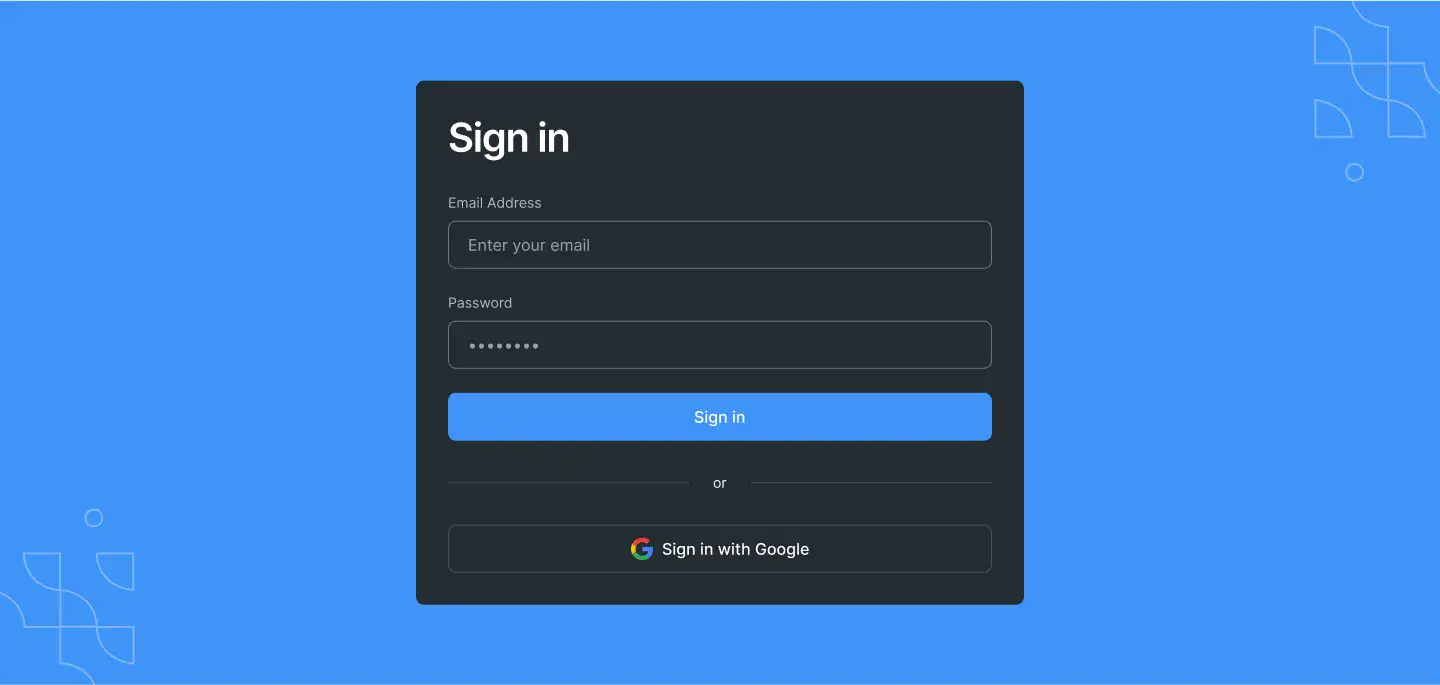 Sign in
Email Address
Enter your email
Password
••••••••
Sign in
or
Sign in with Google